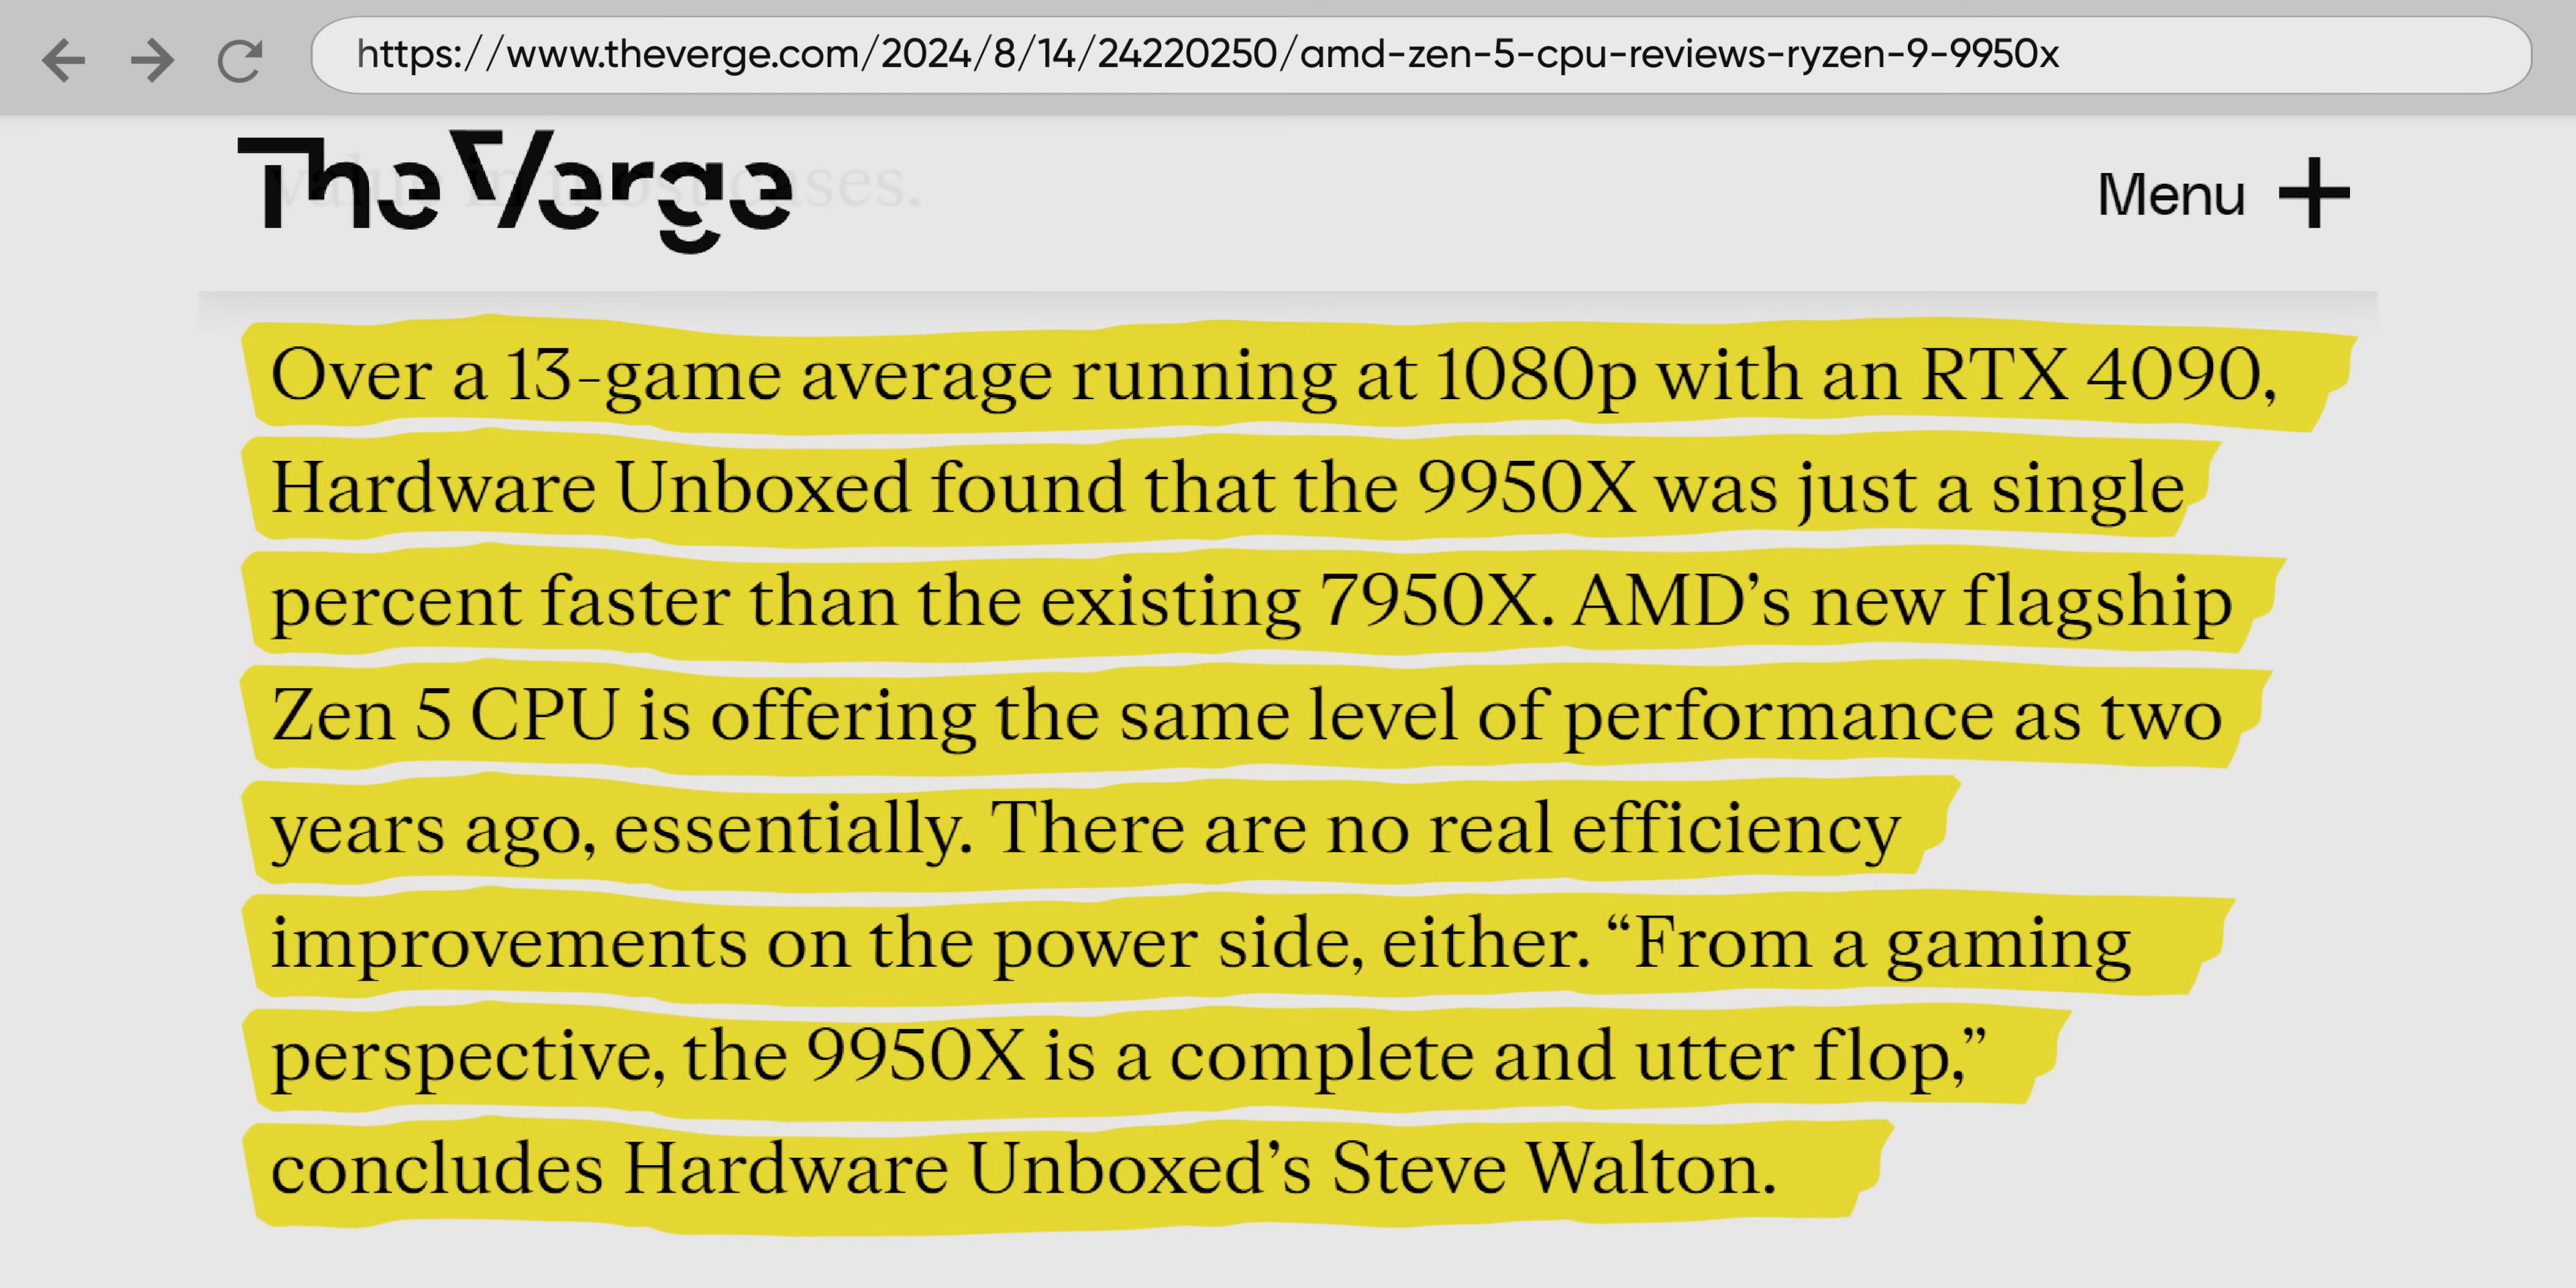 https://www.theverge.com/2024/8/14/24220250/amd-zen-5-cpu-reviews-ryzen-9-9950x
The Verge
value in most cases.
Menu
Over a 13-game average running at 1080p with an RTX 4090,
Hardware Unboxed found that the 9950X was just a single
percent faster than the existing 7950X. AMD’s new flagship
Zen 5 CPU is offering the same level of performance as two
years ago, essentially. There are no real efficiency
improvements on the power side, either. “From a gaming
perspective, the 9950X is a complete and utter flop,”
concludes Hardware Unboxed’s Steve Walton.